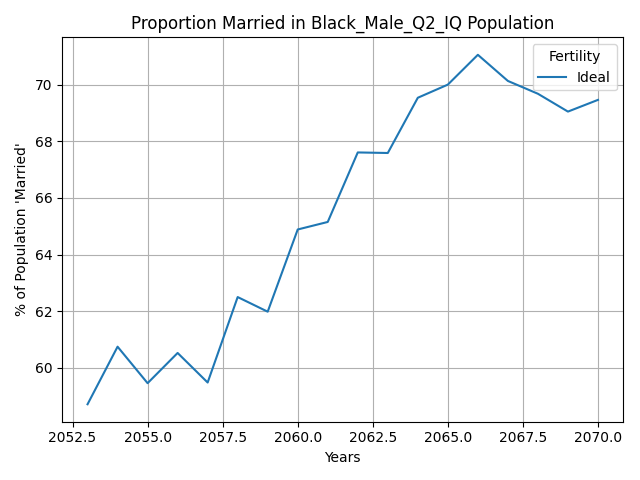 Proportion Married in Black_Male_Q2_IQ Population
Fertility
Ideal
% of Population 'Married'
70
68
66
64
62
60
2052.5 2055.0 2057.5 2060.0 2062.5 2065.0 2067.5 2070.0
Years